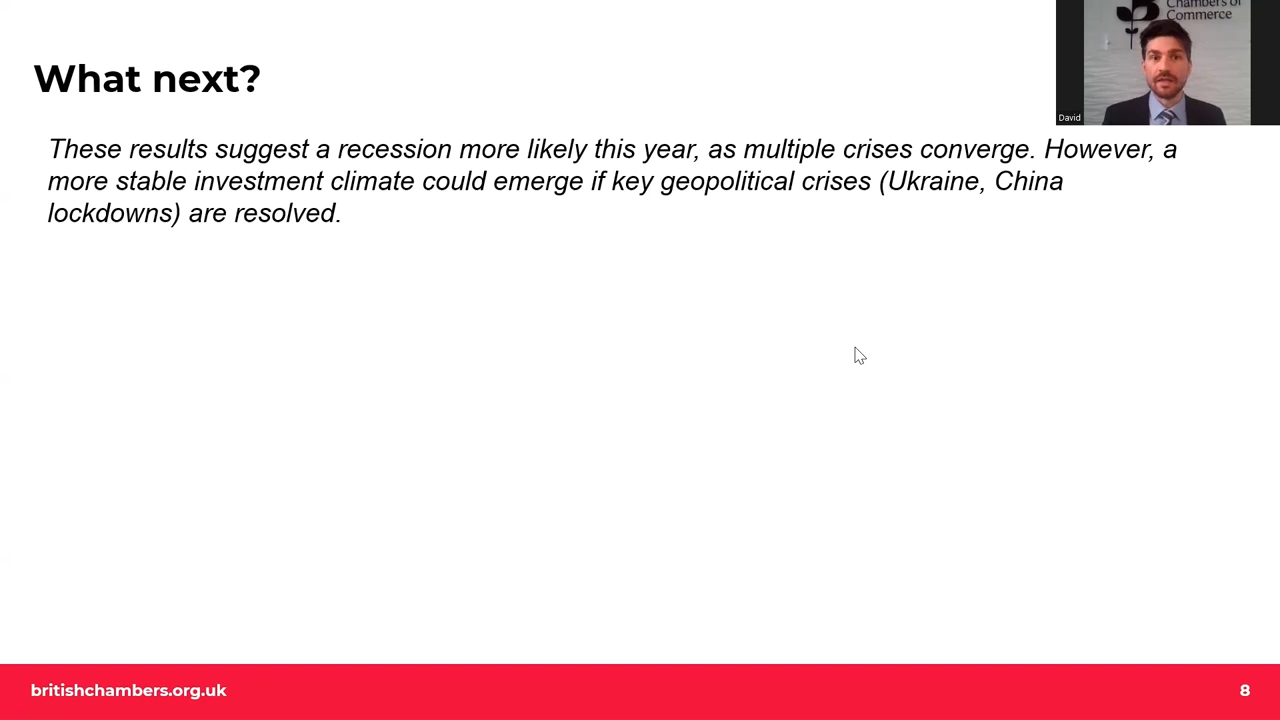 Chambers of
Commerce
David
What next?
These results suggest a recession more likely this year, as multiple crises converge. However, a
more stable investment climate could emerge if key geopolitical crises (Ukraine, China
lockdowns) are resolved.
britishchambers.org.uk
8